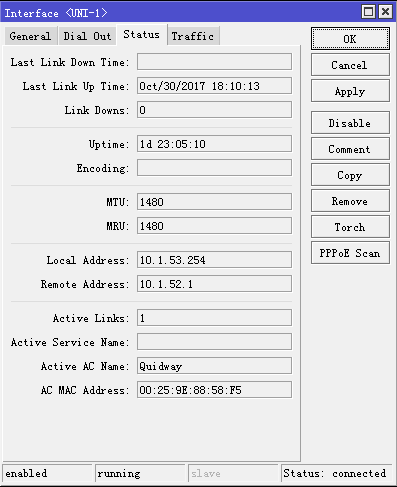 Interface <UNI-1>
General Dial Out Status Traffic
OK
Last Link Down Time:
Cancel
Last Link Up Time: Oct/30/2017 18:10:13
Apply
Link Downs: 0
Disable
Uptime: 1d 23:05:10
Comment
Encoding:
Copy
MTU: 1480
Remove
MRU: 1480
Torch
PPPoE Scan
Local Address: 10.1.53.254
Remote Address: 10.1.52.1
Active Links: 1
Active Service Name:
Active AC Name: Quidway
AC MAC Address: 00:25:9E:88:58:F5
enabled running slave Status: connected